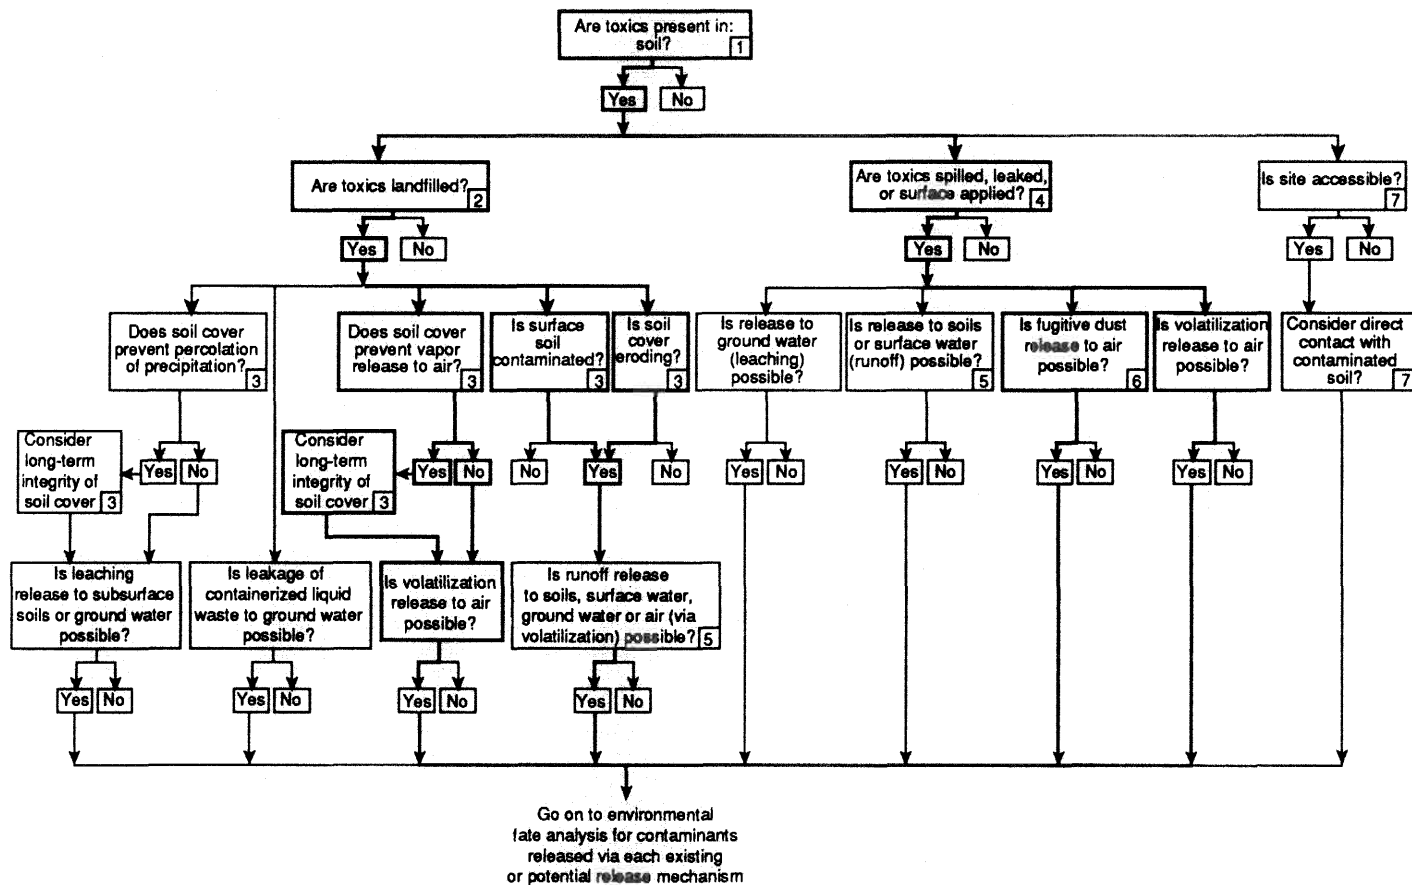 Are toxics present in:
soil?
1
Yes
No
Are toxics landfilled?
2
Are toxics spilled, leaked,
or surface applied?
4
Is site accessible?
7
Yes
No
Yes
No
Yes
No
Does soil cover
prevent percolation
of precipitation?
3
Does soil cover
prevent vapor
release to air?
3
Is surface
soil
contaminated?
3
Is soil
cover
eroding?
3
Is release to
ground water
(leaching)
possible?
Is release to soils
or surface water
(runoff) possible?
5
Is fugitive dust
release to air
possible?
6
Is volatilization
release to air
possible?
Consider direct
contact with
contaminated
soil?
7
Consider
long-term
integrity of
soil cover
3
Yes
No
Consider
long-term
integrity of
soil cover
3
Yes
No
No
Yes
No
Yes
No
Yes
No
Yes
No
Yes
No
Is leaching
release to subsurface
soils or ground water
possible?
Is leakage of
containerized liquid
waste to ground water
possible?
Is volatilization
release to air
possible?
Is runoff release
to soils, surface water,
ground water or air (via
volatilization) possible?
5
Yes
No
Yes
No
Yes
No
Yes
No
Go on to environmental
fate analysis for contaminants
released via each existing
or potential release mechanism